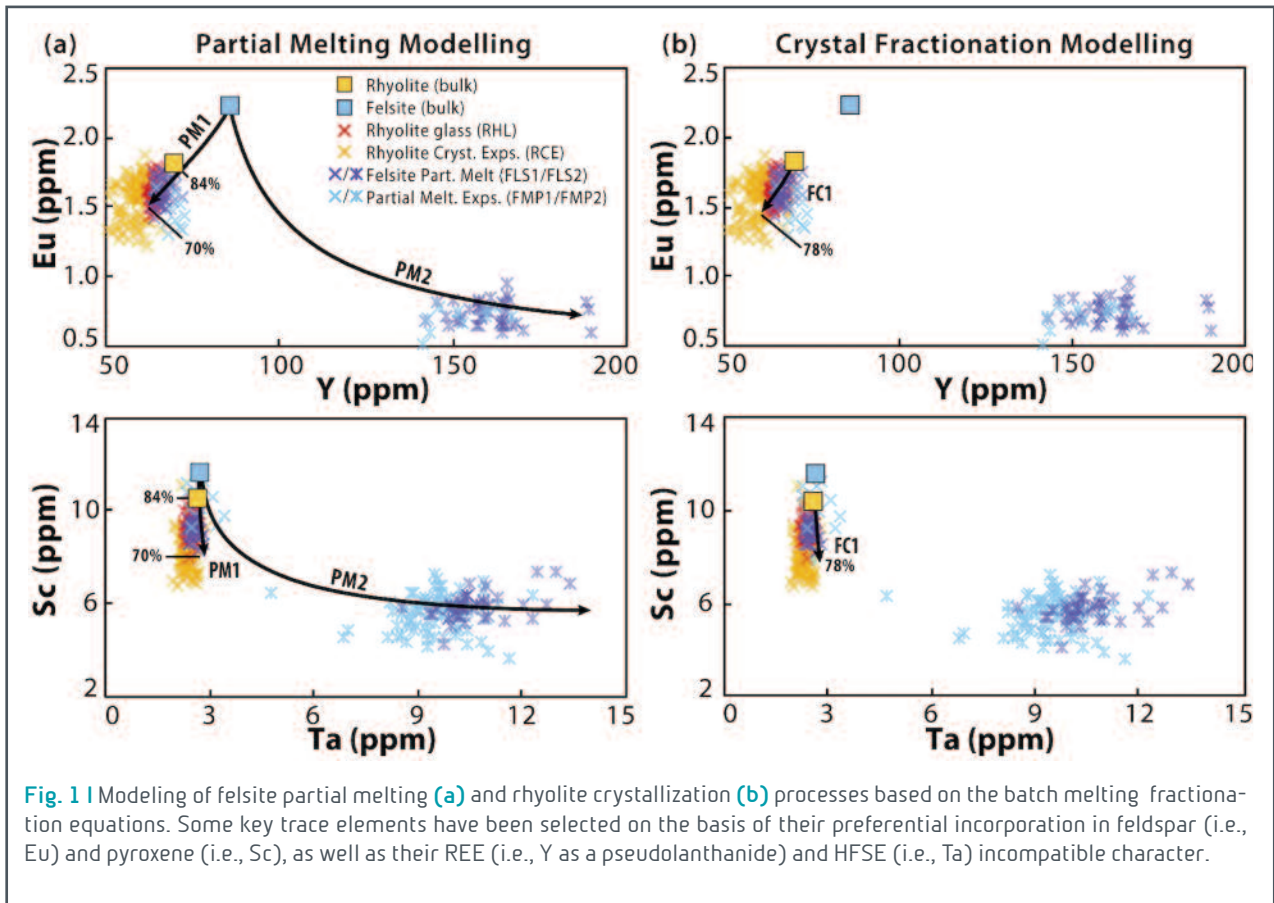 (a) Partial Melting Modelling
(b) Crystal Fractionation Modelling
2.5
2.0
1.5
1.0
0.5
Eu (ppm)
Rhyolite (bulk)
Felsite (bulk)
Rhyolite glass (RHL)
Rhyolite Cryst. Exps. (RCE)
Felsite Part. Melt (FLS1/FLS2)
Partial Melt. Exps. (FMP1/FMP2)
PM1
84%
70%
PM2
50 100 150 200
Y (ppm)
2.5
2.0
1.5
1.0
0.5
Eu (ppm)
FC1
78%
50 100 150 200
Y (ppm)
14
10
6
2
Sc (ppm)
84%
70%
PM1
PM2
0 3 6 9 12 15
Ta (ppm)
14
10
6
2
Sc (ppm)
FC1
78%
0 3 6 9 12 15
Ta (ppm)
Fig. 1 I Modeling of felsite partial melting (a) and rhyolite crystallization (b) processes based on the batch melting fractiona-
tion equations. Some key trace elements have been selected on the basis of their preferential incorporation in feldspar (i.e.,
Eu) and pyroxene (i.e., Sc), as well as their REE (i.e., Y as a pseudolanthanide) and HFSE (i.e., Ta) incompatible character.